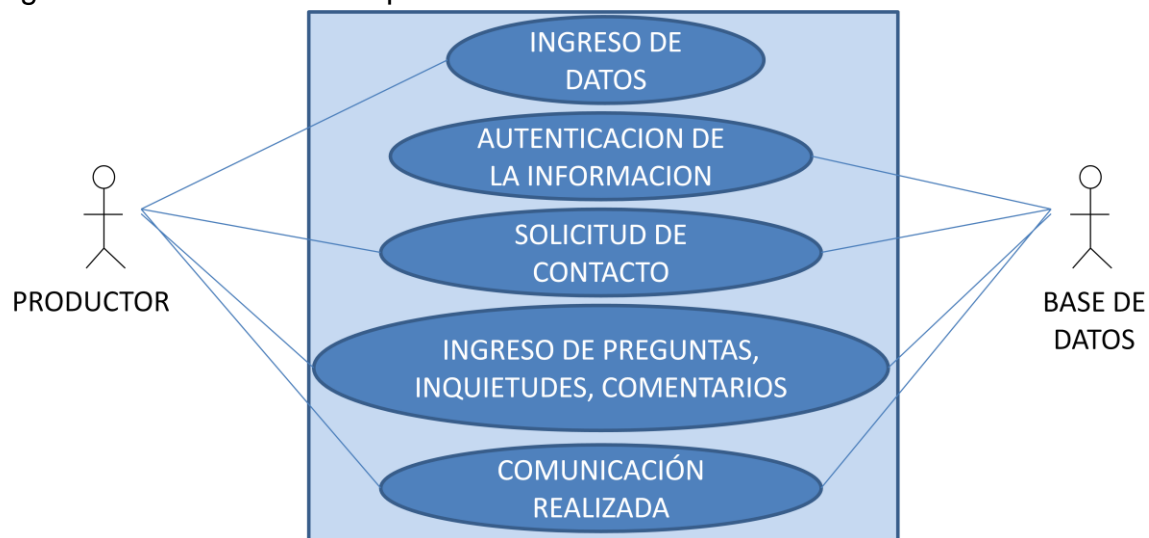 INGRESO DE
DATOS
AUTENTICACION DE
LA INFORMACION
SOLICITUD DE
CONTACTO
PRODUCTOR
BASE DE
DATOS
INGRESO DE PREGUNTAS,
INQUIETUDES, COMENTARIOS
COMUNICACIÓN
REALIZADA